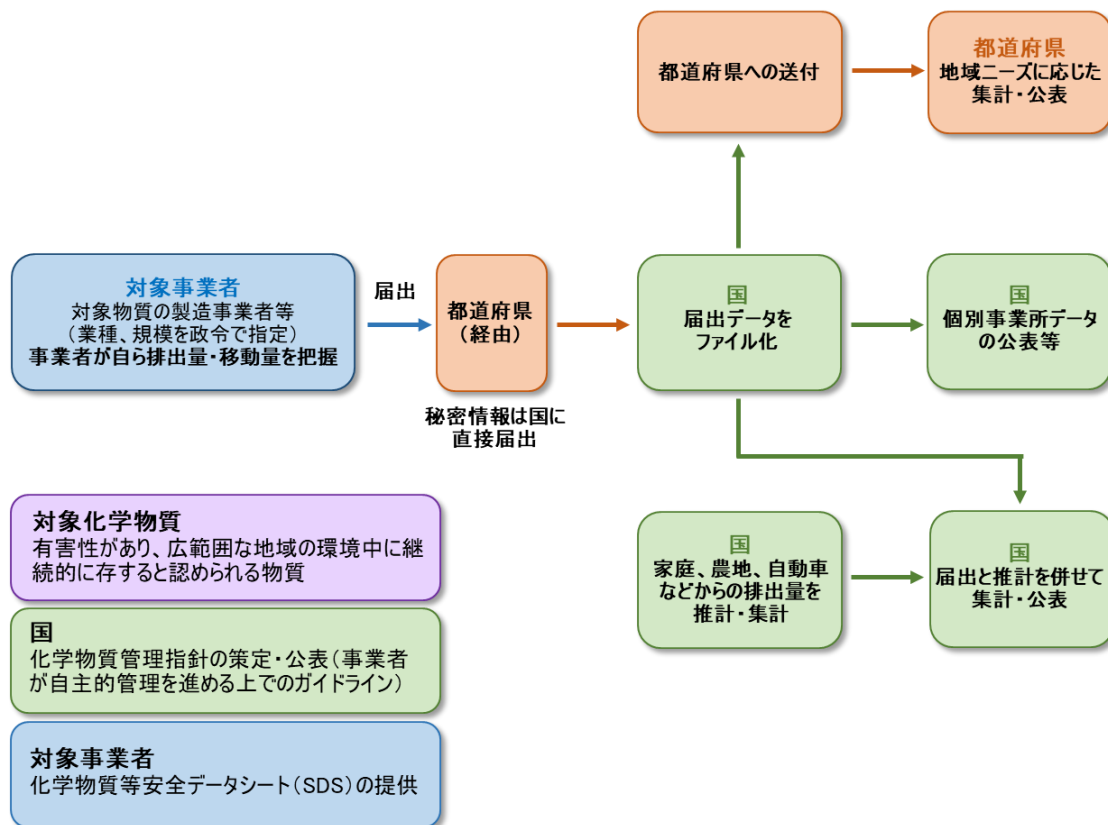 都道府県への送付
都道府県
地域ニーズに応じた
集計・公表
対象事業者
対象物質の製造事業者等
（業種、規模を政令で指定）
事業者が自ら排出量・移動量を把握
届出
都道府県
（経由）
秘密情報は国に
直接届出
国
届出データを
ファイル化
国
個別事業所データ
の公表等
国
家庭、農地、自動車
などからの排出量を
推計・集計
国
届出と推計を併せて
集計・公表
対象化学物質
有害性があり、広範囲な地域の環境中に継
続的に存すると認められる物質
国
化学物質管理指針の策定・公表（事業者
が自主的管理を進める上でのガイドライン）
対象事業者
化学物質等安全データシート（SDS）の提供